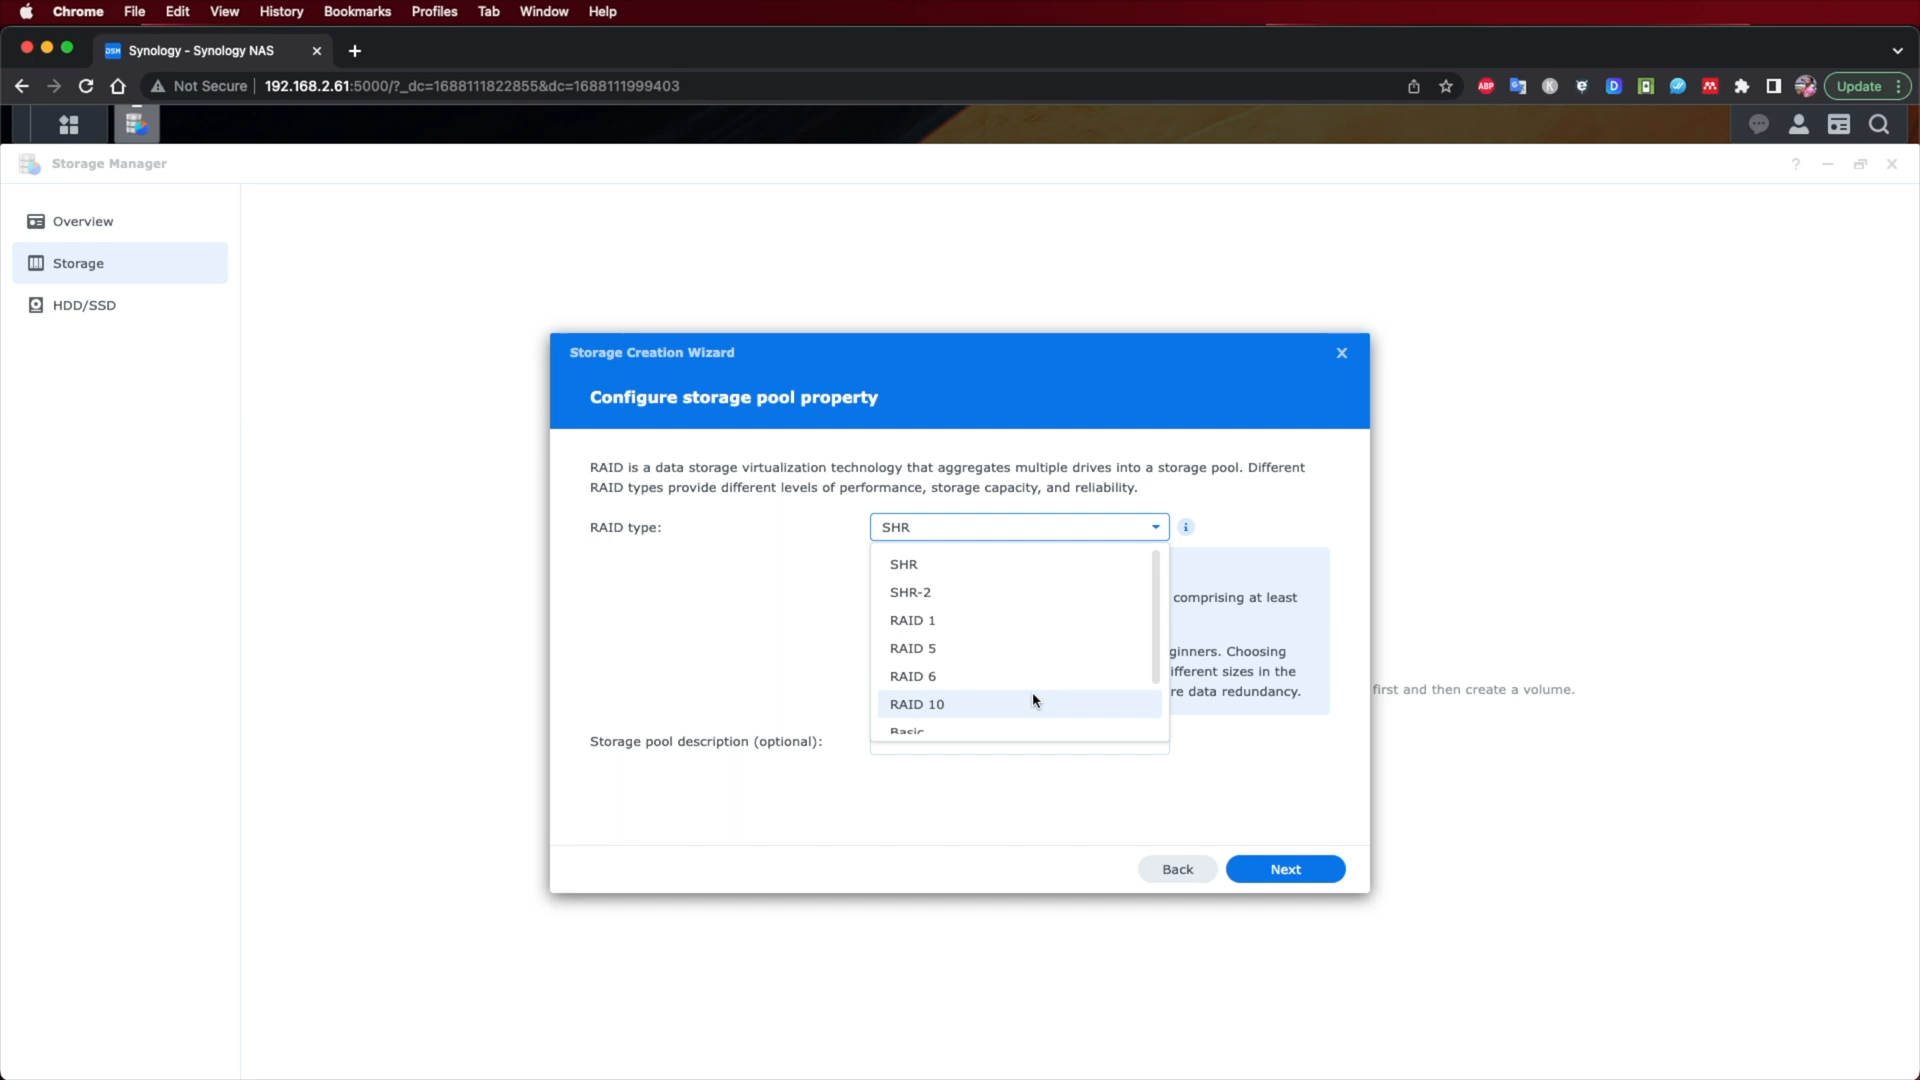 Chrome File Edit View History Bookmarks Profiles Tab Window Help
DSM Synology - Synology NAS
Not Secure 192.168.2.61:5000/?_dc=1688111822855&dc=1688111999403
ABP
Update
Storage Manager
?
Overview
Storage
HDD/SSD
Storage Creation Wizard
Configure storage pool property
RAID is a data storage virtualization technology that aggregates multiple drives into a storage pool. Different
RAID types provide different levels of performance, storage capacity, and reliability.
RAID type: SHR
SHR
SHR-2
RAID 1
RAID 5
RAID 6
RAID 10
Basic
comprising at least
ginners. Choosing
ifferent sizes in the
re data redundancy.
first and then create a volume.
Storage pool description (optional):
Back
Next